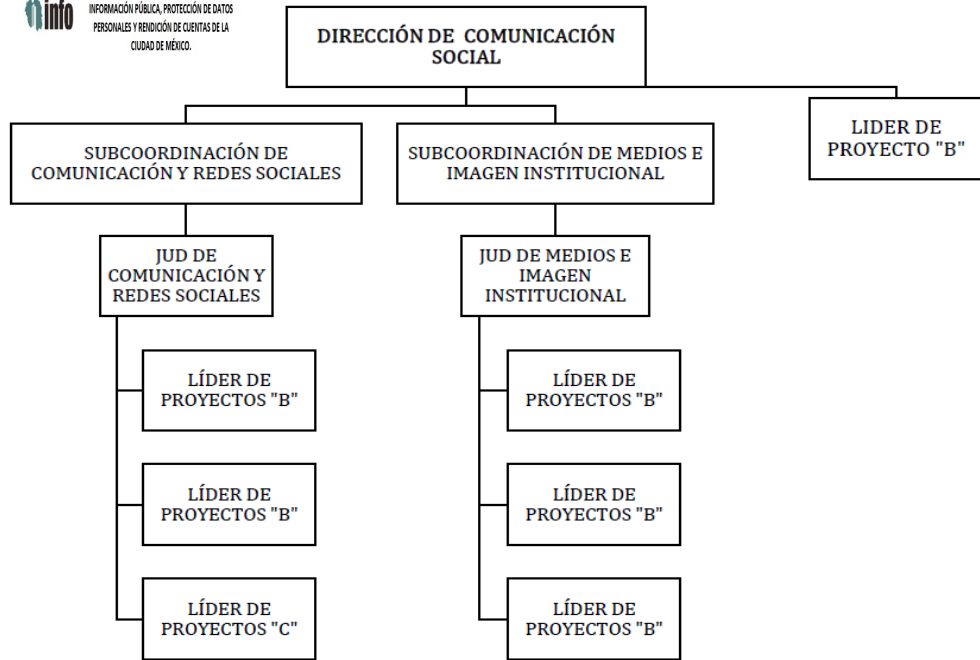 info
INFORMACIÓN PÚBLICA, PROTECCIÓN DE DATOS
PERSONALES Y RENDICIÓN DE CUENTAS DE LA
CIUDAD DE MÉXICO.
DIRECCIÓN DE COMUNICACIÓN
SOCIAL
LIDER DE
PROYECTO "B"
SUBCOORDINACIÓN DE
COMUNICACIÓN Y REDES SOCIALES
SUBCOORDINACIÓN DE MEDIOS E
IMAGEN INSTITUCIONAL
JUD DE
COMUNICACIÓN Y
REDES SOCIALES
JUD DE MEDIOS E
IMAGEN
INSTITUCIONAL
LÍDER DE
PROYECTOS "B"
LÍDER DE
PROYECTOS "B"
LÍDER DE
PROYECTOS "B"
LÍDER DE
PROYECTOS "B"
LÍDER DE
PROYECTOS "C"
LÍDER DE
PROYECTOS "B"